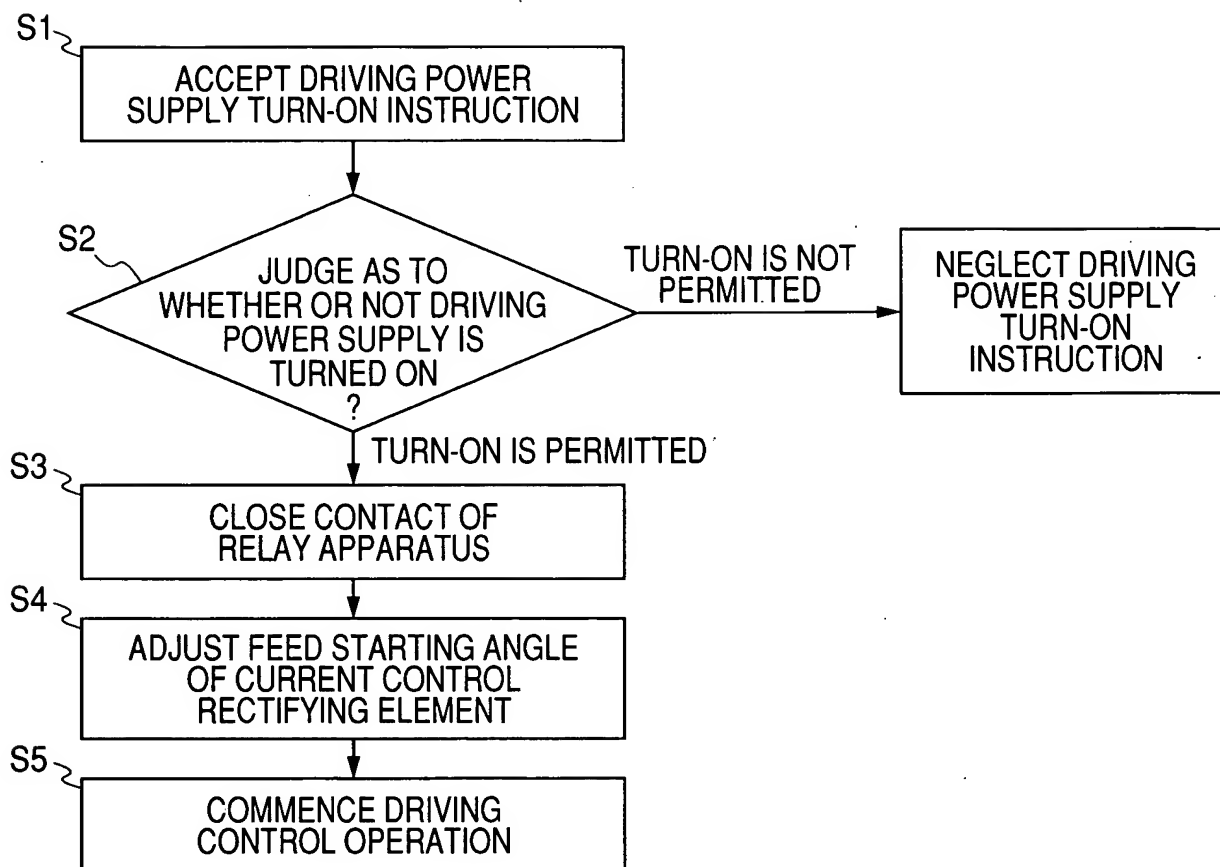 S1
ACCEPT DRIVING POWER
SUPPLY TURN-ON INSTRUCTION
S2
JUDGE AS TO
WHETHER OR NOT DRIVING
POWER SUPPLY IS
TURNED ON
?
TURN-ON IS NOT
PERMITTED
NEGLECT DRIVING
POWER SUPPLY
TURN-ON
INSTRUCTION
TURN-ON IS PERMITTED
S3
CLOSE CONTACT OF
RELAY APPARATUS
S4
ADJUST FEED STARTING ANGLE
OF CURRENT CONTROL
RECTIFYING ELEMENT
S5
COMMENCE DRIVING
CONTROL OPERATION